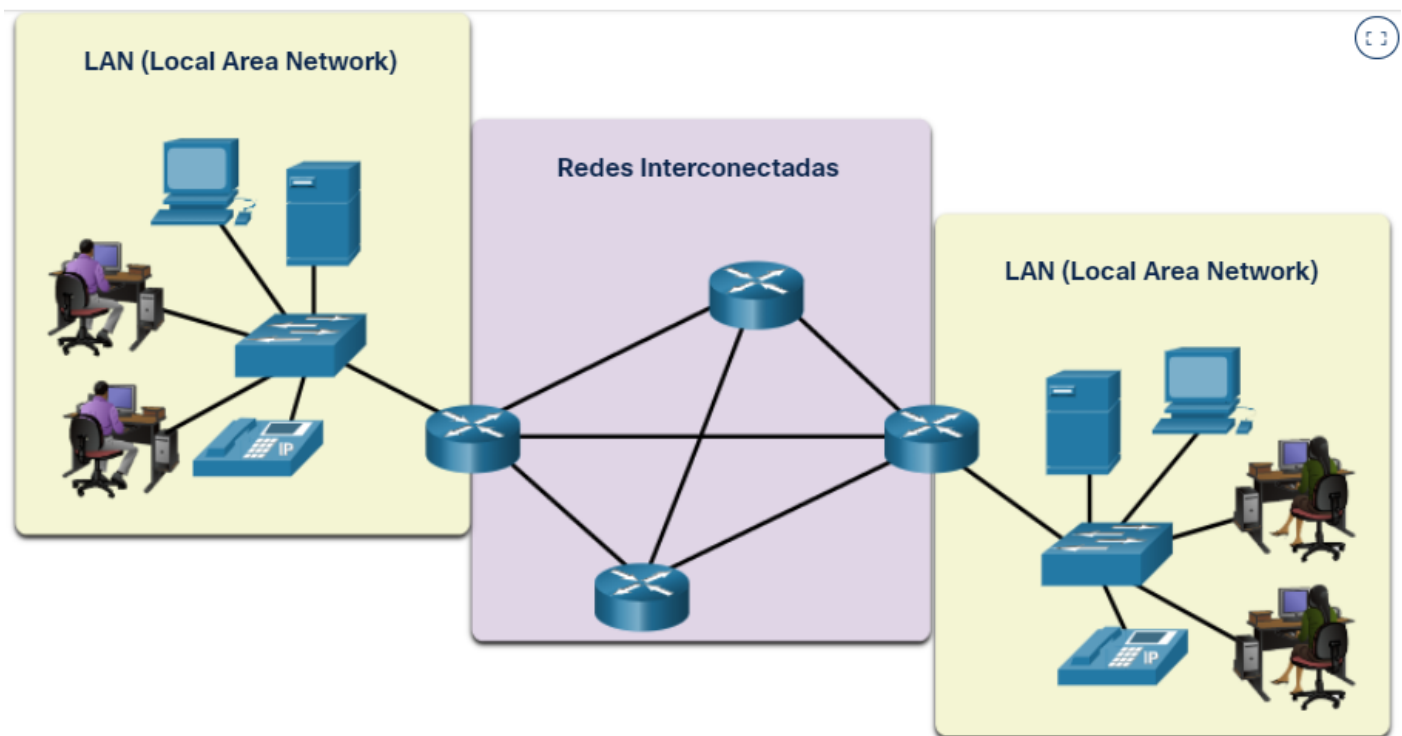 LAN (Local Area Network)
Redes Interconectadas
LAN (Local Area Network)
IP
IP